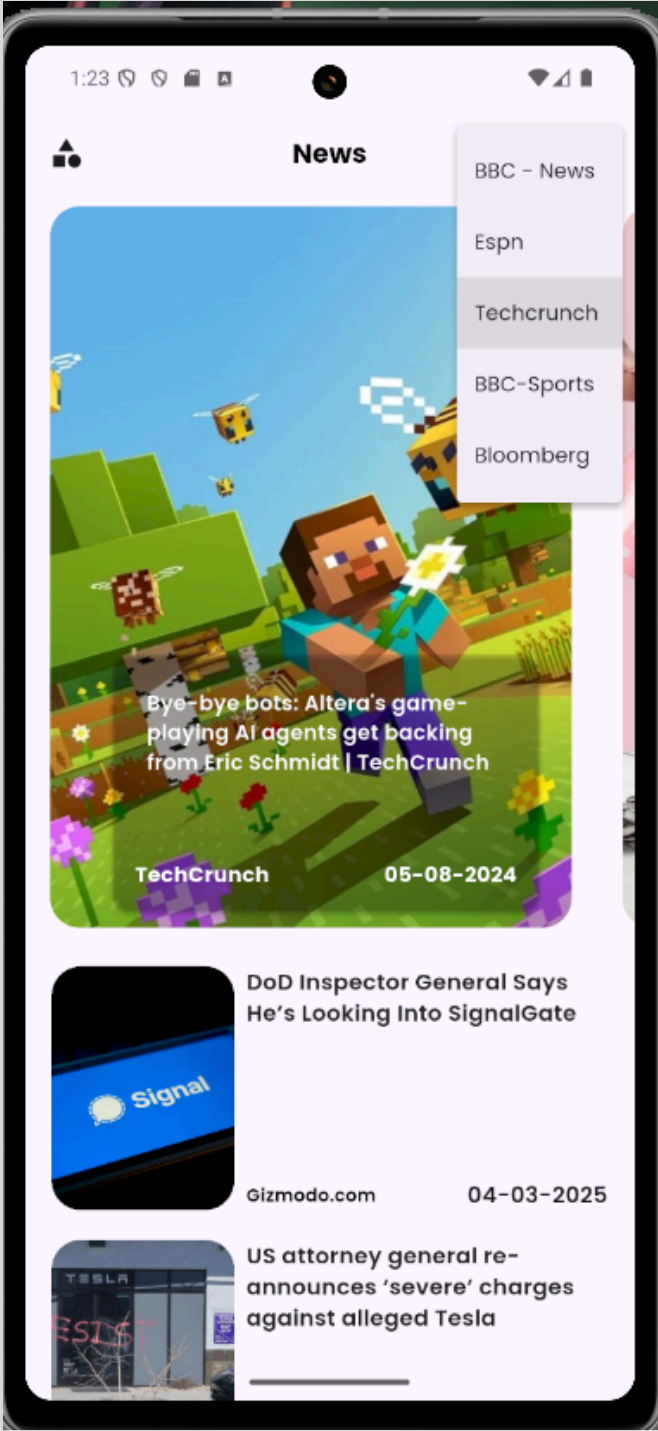 1:23
News
BBC - News
Espn
Techcrunch
BBC-Sports
Bloomberg
Bye-bye bots: Altera's game-
playing AI agents get backing
from Eric Schmidt | TechCrunch
TechCrunch 05-08-2024
DoD Inspector General Says
He’s Looking Into SignalGate
Signal
Gizmodo.com 04-03-2025
US attorney general re-
announces ‘severe’ charges
against alleged Tesla
TESLA
ESIST